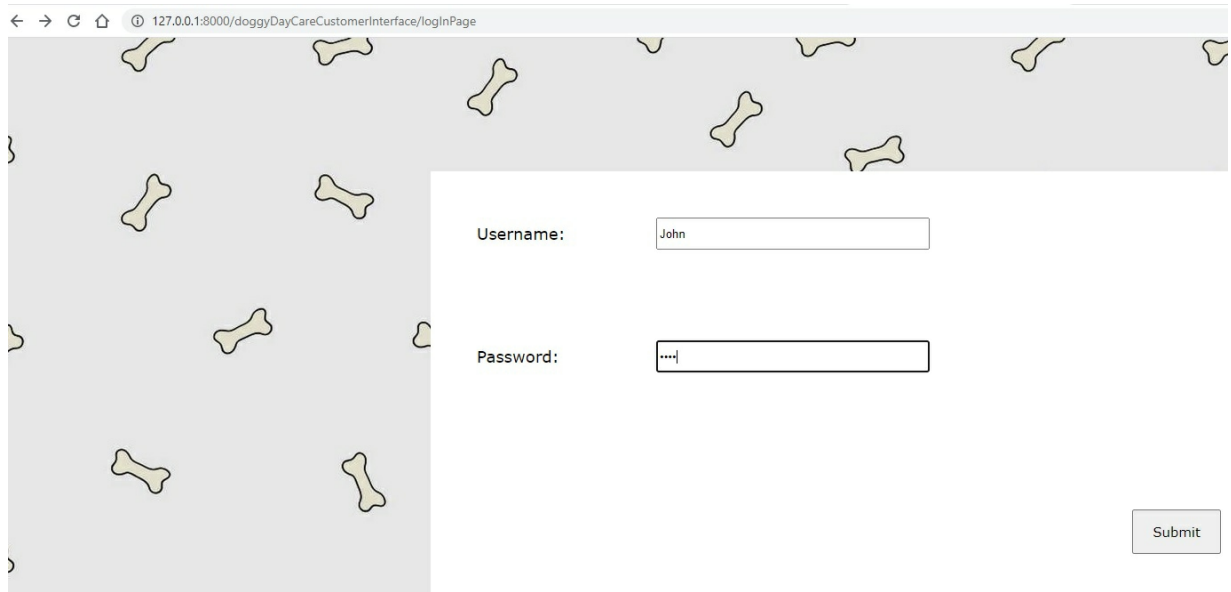 127.0.0.1:8000/doggyDayCareCustomerInterface/logInPage
Username: John
Password: ••••
Submit